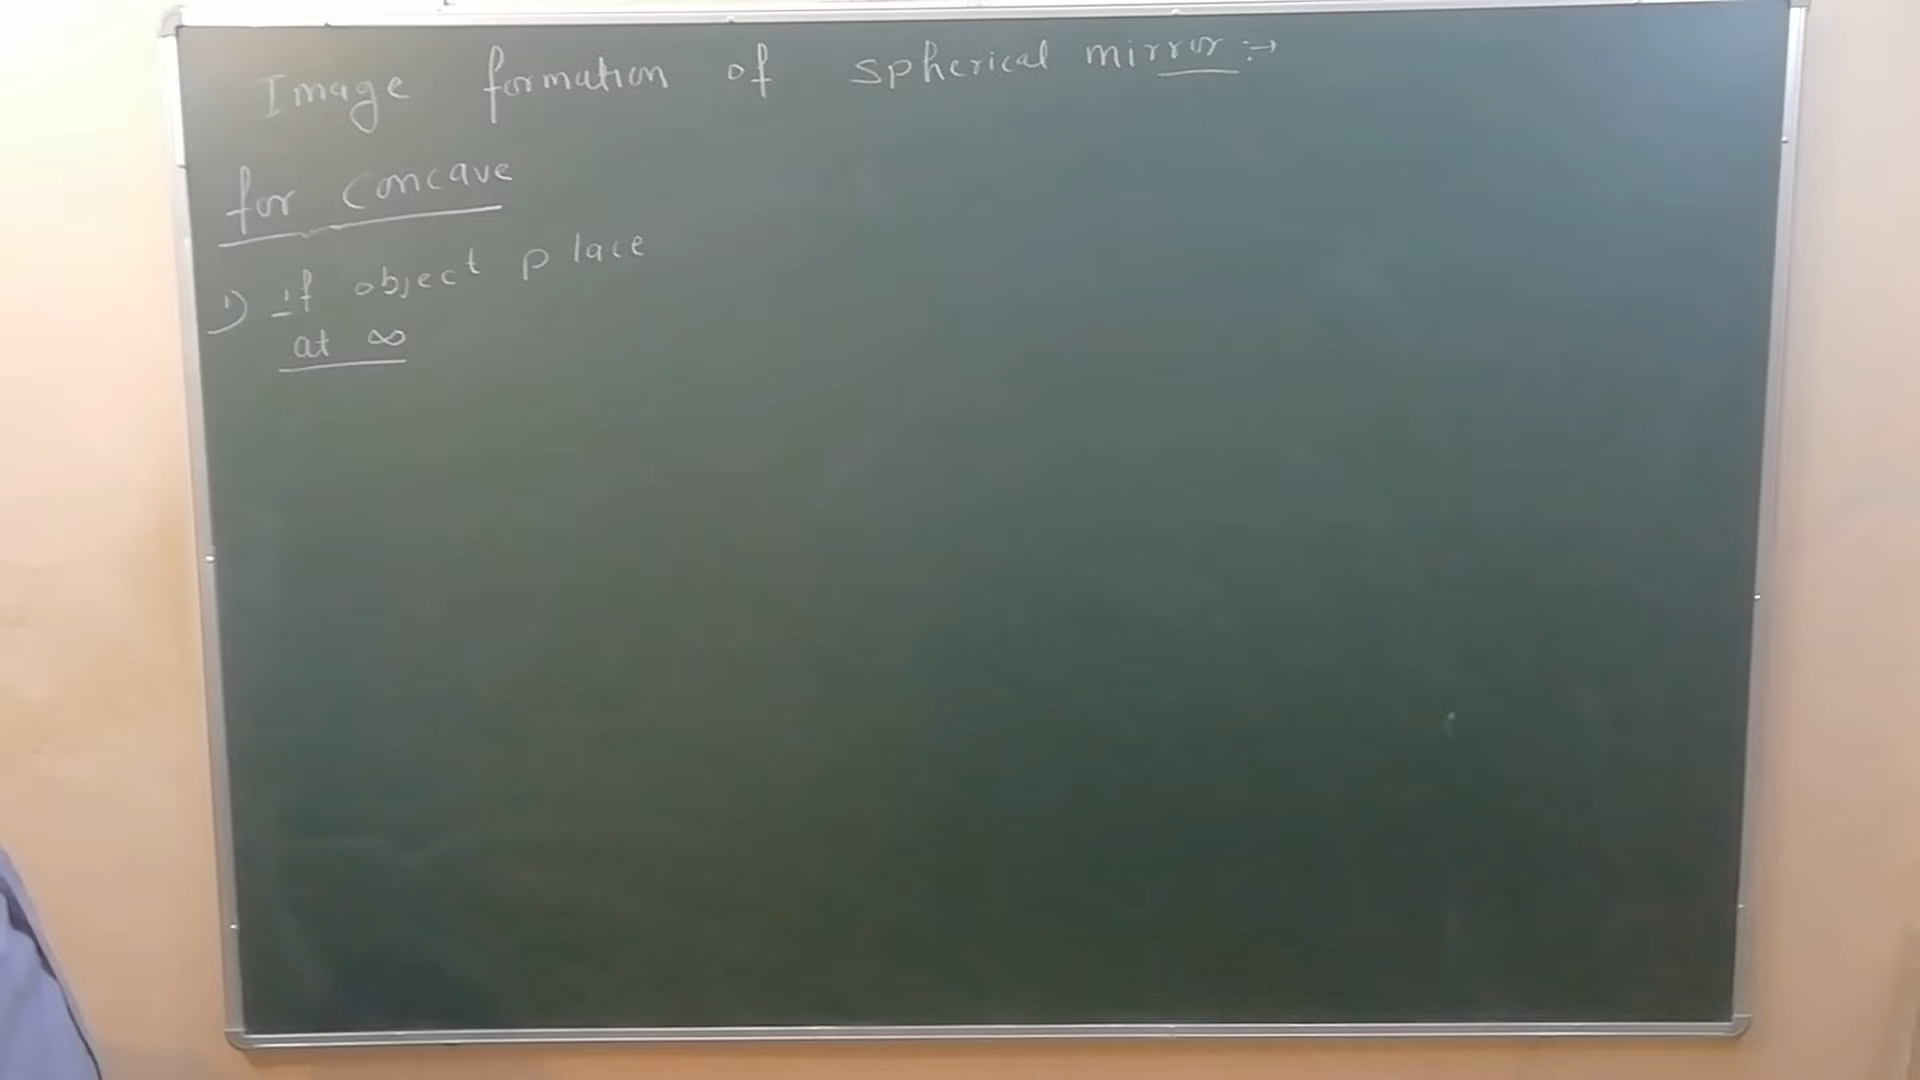 Image formation of spherical mirror :→
for concave
1) if object place
at ∞